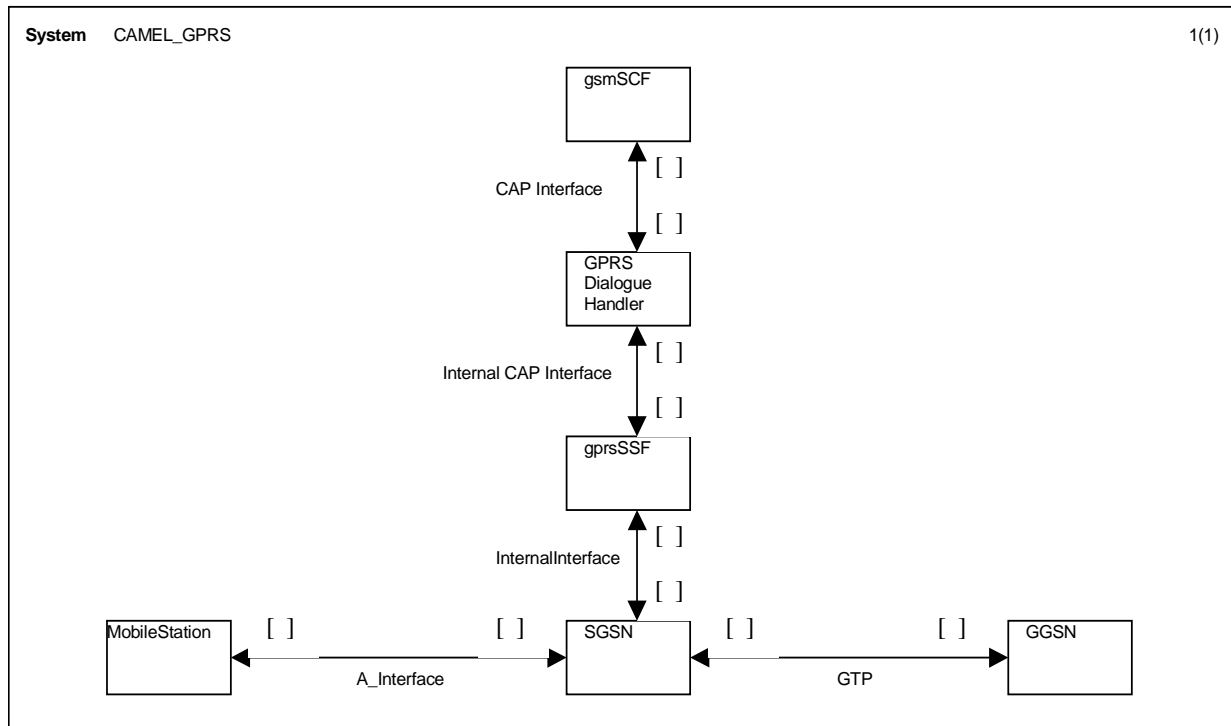 System CAMEL_GPRS 1(1)
gsmSCF
[ ]
CAP Interface
[ ]
GPRS
Dialogue
Handler
[ ]
Internal CAP Interface
[ ]
gprsSSF
[ ]
InternalInterface
[ ]
MobileStation [ ] [ ] SGSN [ ] [ ] GGSN
A_Interface GTP